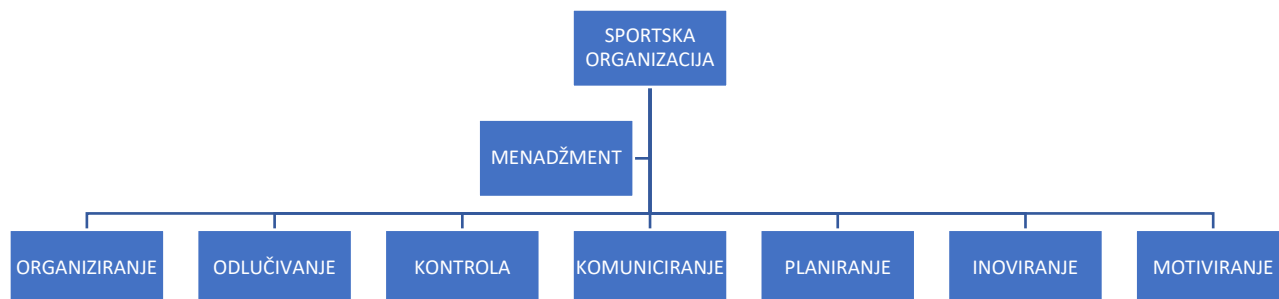 SPORTSKA
ORGANIZACIJA
MENADŽMENT
ORGANIZIRANJE
ODLUČIVANJE
KONTROLA
KOMUNICIRANJE
PLANIRANJE
INOVIRANJE
MOTIVIRANJE